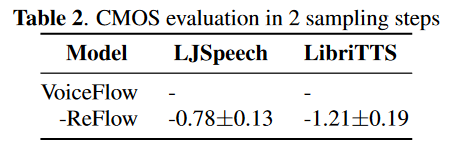 Table 2. CMOS evaluation in 2 sampling steps
Model LJSpeech LibriTTS
VoiceFlow - -
-ReFlow -0.78±0.13 -1.21±0.19